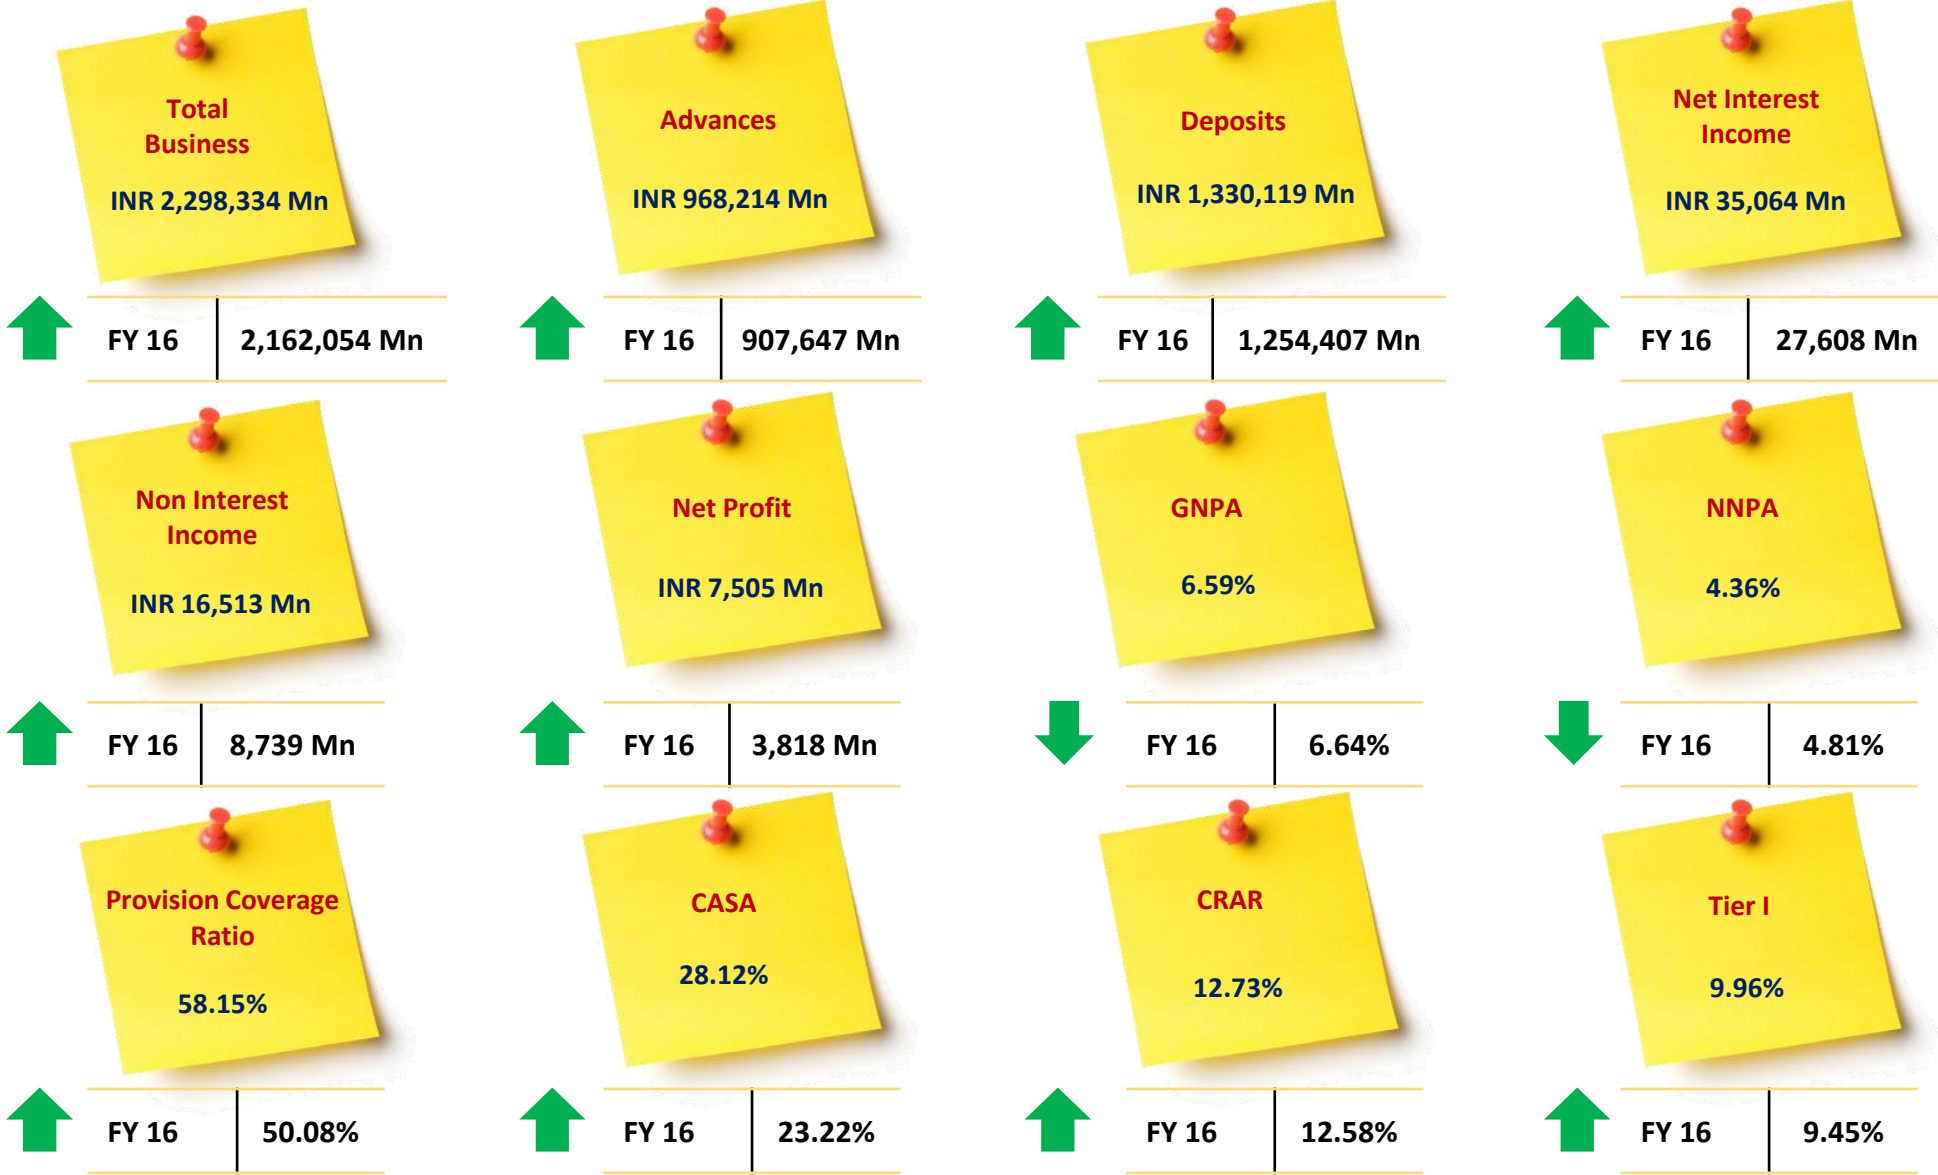 Total
Business
INR 2,298,334 Mn
FY 16 2,162,054 Mn
Advances
INR 968,214 Mn
FY 16 907,647 Mn
Deposits
INR 1,330,119 Mn
FY 16 1,254,407 Mn
Net Interest
Income
INR 35,064 Mn
FY 16 27,608 Mn
Non Interest
Income
INR 16,513 Mn
FY 16 8,739 Mn
Net Profit
INR 7,505 Mn
FY 16 3,818 Mn
GNPA
6.59%
FY 16 6.64%
NNPA
4.36%
FY 16 4.81%
Provision Coverage
Ratio
58.15%
FY 16 50.08%
CASA
28.12%
FY 16 23.22%
CRAR
12.73%
FY 16 12.58%
Tier I
9.96%
FY 16 9.45%